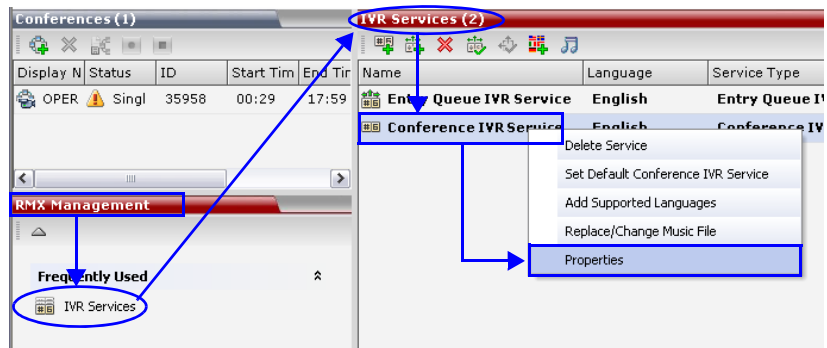 Conferences (1)
Display N Status ID Start Tim End Tir
OPER Singl 35958 00:29 17:59
RMX Management
Frequently Used
IVR Services
IVR Services (2)
Name Language Service Type
Entry Queue IVR Service English Entry Queue I
Conference IVR Service English Conference IV
Delete Service
Set Default Conference IVR Service
Add Supported Languages
Replace/Change Music File
Properties